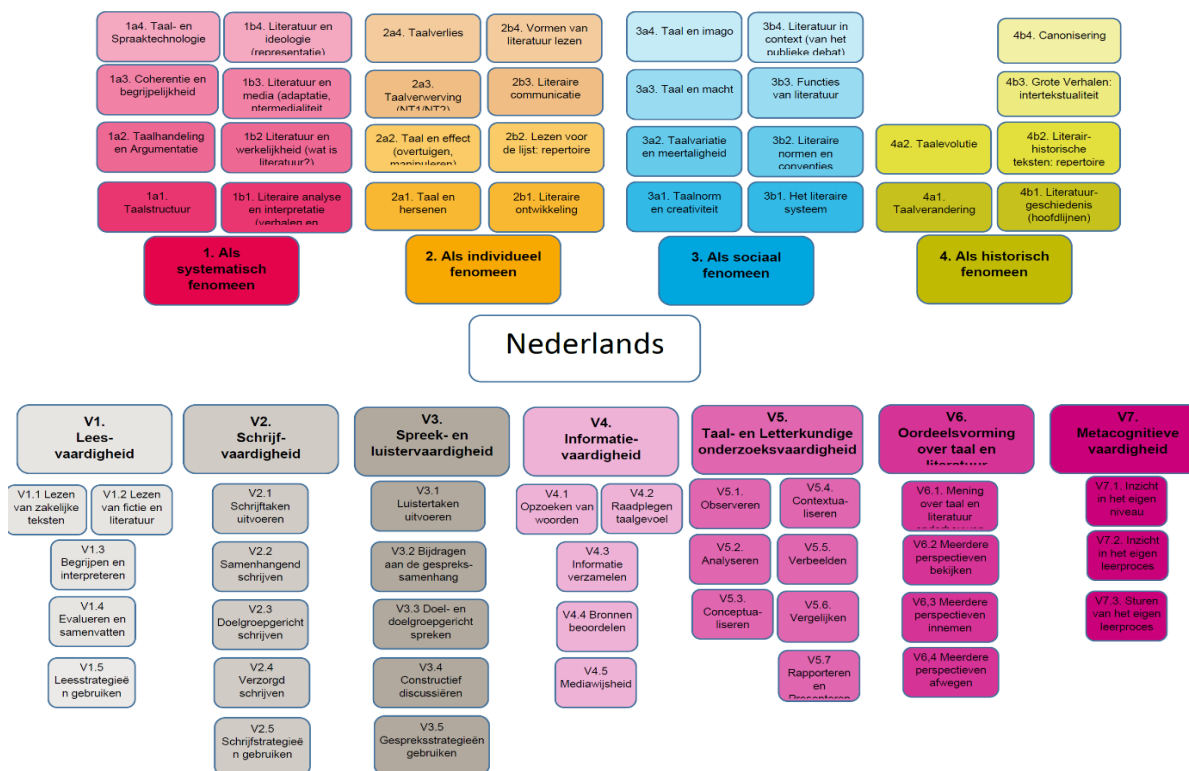 1a4. Taal- en
Spraaktechnologie
1b4. Literatuur en
ideologie
(representatie)
2a4. Taalverlies
2b4. Vormen van
literatuur lezen
3a4. Taal en imago
3b4. Literatuur in
context (van het
publieke debat)
4b4. Canonisering
1a3. Coherentie en
begrijpelijkheid
1b3. Literatuur en
media (adaptatie,
ntermedialiteit
2a3.
Taalverwerving
(NT1/NT2)
2b3. Literaire
communicatie
3a3. Taal en macht
3b3. Functies
van literatuur
4b3. Grote Verhalen:
intertekstualiteit
1a2. Taalhandeling
en Argumentatie
1b2 Literatuur en
werkelijkheid (wat is
literatuur?)
2a2. Taal en effect
(overtuigen,
manipuleren)
2b2. Lezen voor
de lijst: repertoire
3a2. Taalvariatie
en meertaligheid
3b2. Literaire
normen en
conventies
4a2. Taalevolutie
4b2. Literair-
historische
teksten: repertoire
1a1.
Taalstructuur
1b1. Literaire analyse
en interpretatie
(verhalen en
2a1. Taal en
hersenen
2b1. Literaire
ontwikkeling
3a1. Taalnorm
en creativiteit
3b1. Het literaire
systeem
4a1.
Taalverandering
4b1. Literatuur-
geschiedenis
(hoofdlijnen)
1. Als
systematisch
fenomeen
2. Als individueel
fenomeen
3. Als sociaal
fenomeen
4. Als historisch
fenomeen
Nederlands
V1.
Lees-
vaardigheid
V2.
Schrijf-
vaardigheid
V3.
Spreek- en
luistervaardigheid
V4.
Informatie-
vaardigheid
V5.
Taal- en Letterkundige
onderzoeksvaardigheid
V6.
Oordeelsvorming
over taal en
literatuur
V7.
Metacognitieve
vaardigheid
V1.1 Lezen
van zakelijke
teksten
V1.2 Lezen
van fictie en
literatuur
V1.3
Begrijpen en
interpreteren
V1.4
Evalueren en
samenvatten
V1.5
Leesstrategieë
n gebruiken
V2.1
Schrijftaken
uitvoeren
V2.2
Samenhangend
schrijven
V2.3
Doelgroepgericht
schrijven
V2.4
Verzorgd
schrijven
V2.5
Schrijfstrategieë
n gebruiken
V3.1
Luistertaken
uitvoeren
V3.2 Bijdragen
aan de gespreks-
samenhang
V3.3 Doel- en
doelgroepgericht
spreken
V3.4
Constructief
discussiëren
V3.5
Gespreksstrategieën
gebruiken
V4.1
Opzoeken van
woorden
V4.2
Raadplegen
taalgevoel
V4.3
Informatie
verzamelen
V4.4 Bronnen
beoordelen
V4.5
Mediawijsheid
V5.1.
Observeren
V5.4.
Contextua-
liseren
V5.2.
Analyseren
V5.5.
Verbeelden
V5.3.
Conceptua-
liseren
V5.6.
Vergelijken
V5.7
Rapporteren
en
Presenteren
V6.1. Mening
over taal en
literatuur
onderbouwen
V6.2 Meerdere
perspectieven
bekijken
V6,3 Meerdere
perspectieven
innemen
V6,4 Meerdere
perspectieven
afwegen
V7.1. Inzicht
in het eigen
niveau
V7.2. Inzicht
in het eigen
leerproces
V7.3. Sturen
van het eigen
leerproces